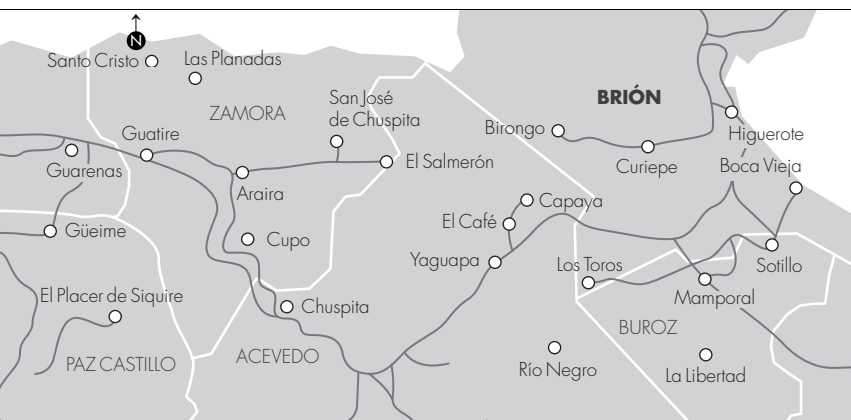 N
Santo Cristo
Las Planadas
ZAMORA
San José
de Chuspita
BRIÓN
Guatire
Birongo
Higuerote
Guarenas
El Salmerón
Curiepe
Boca Vieja
Araira
Capaya
El Café
Güeime
Cupo
Yaguapa
Los Toros
Sotillo
El Placer de Siquire
Chuspita
Mamporal
BUROZ
PAZ CASTILLO
ACEVEDO
Río Negro
La Libertad